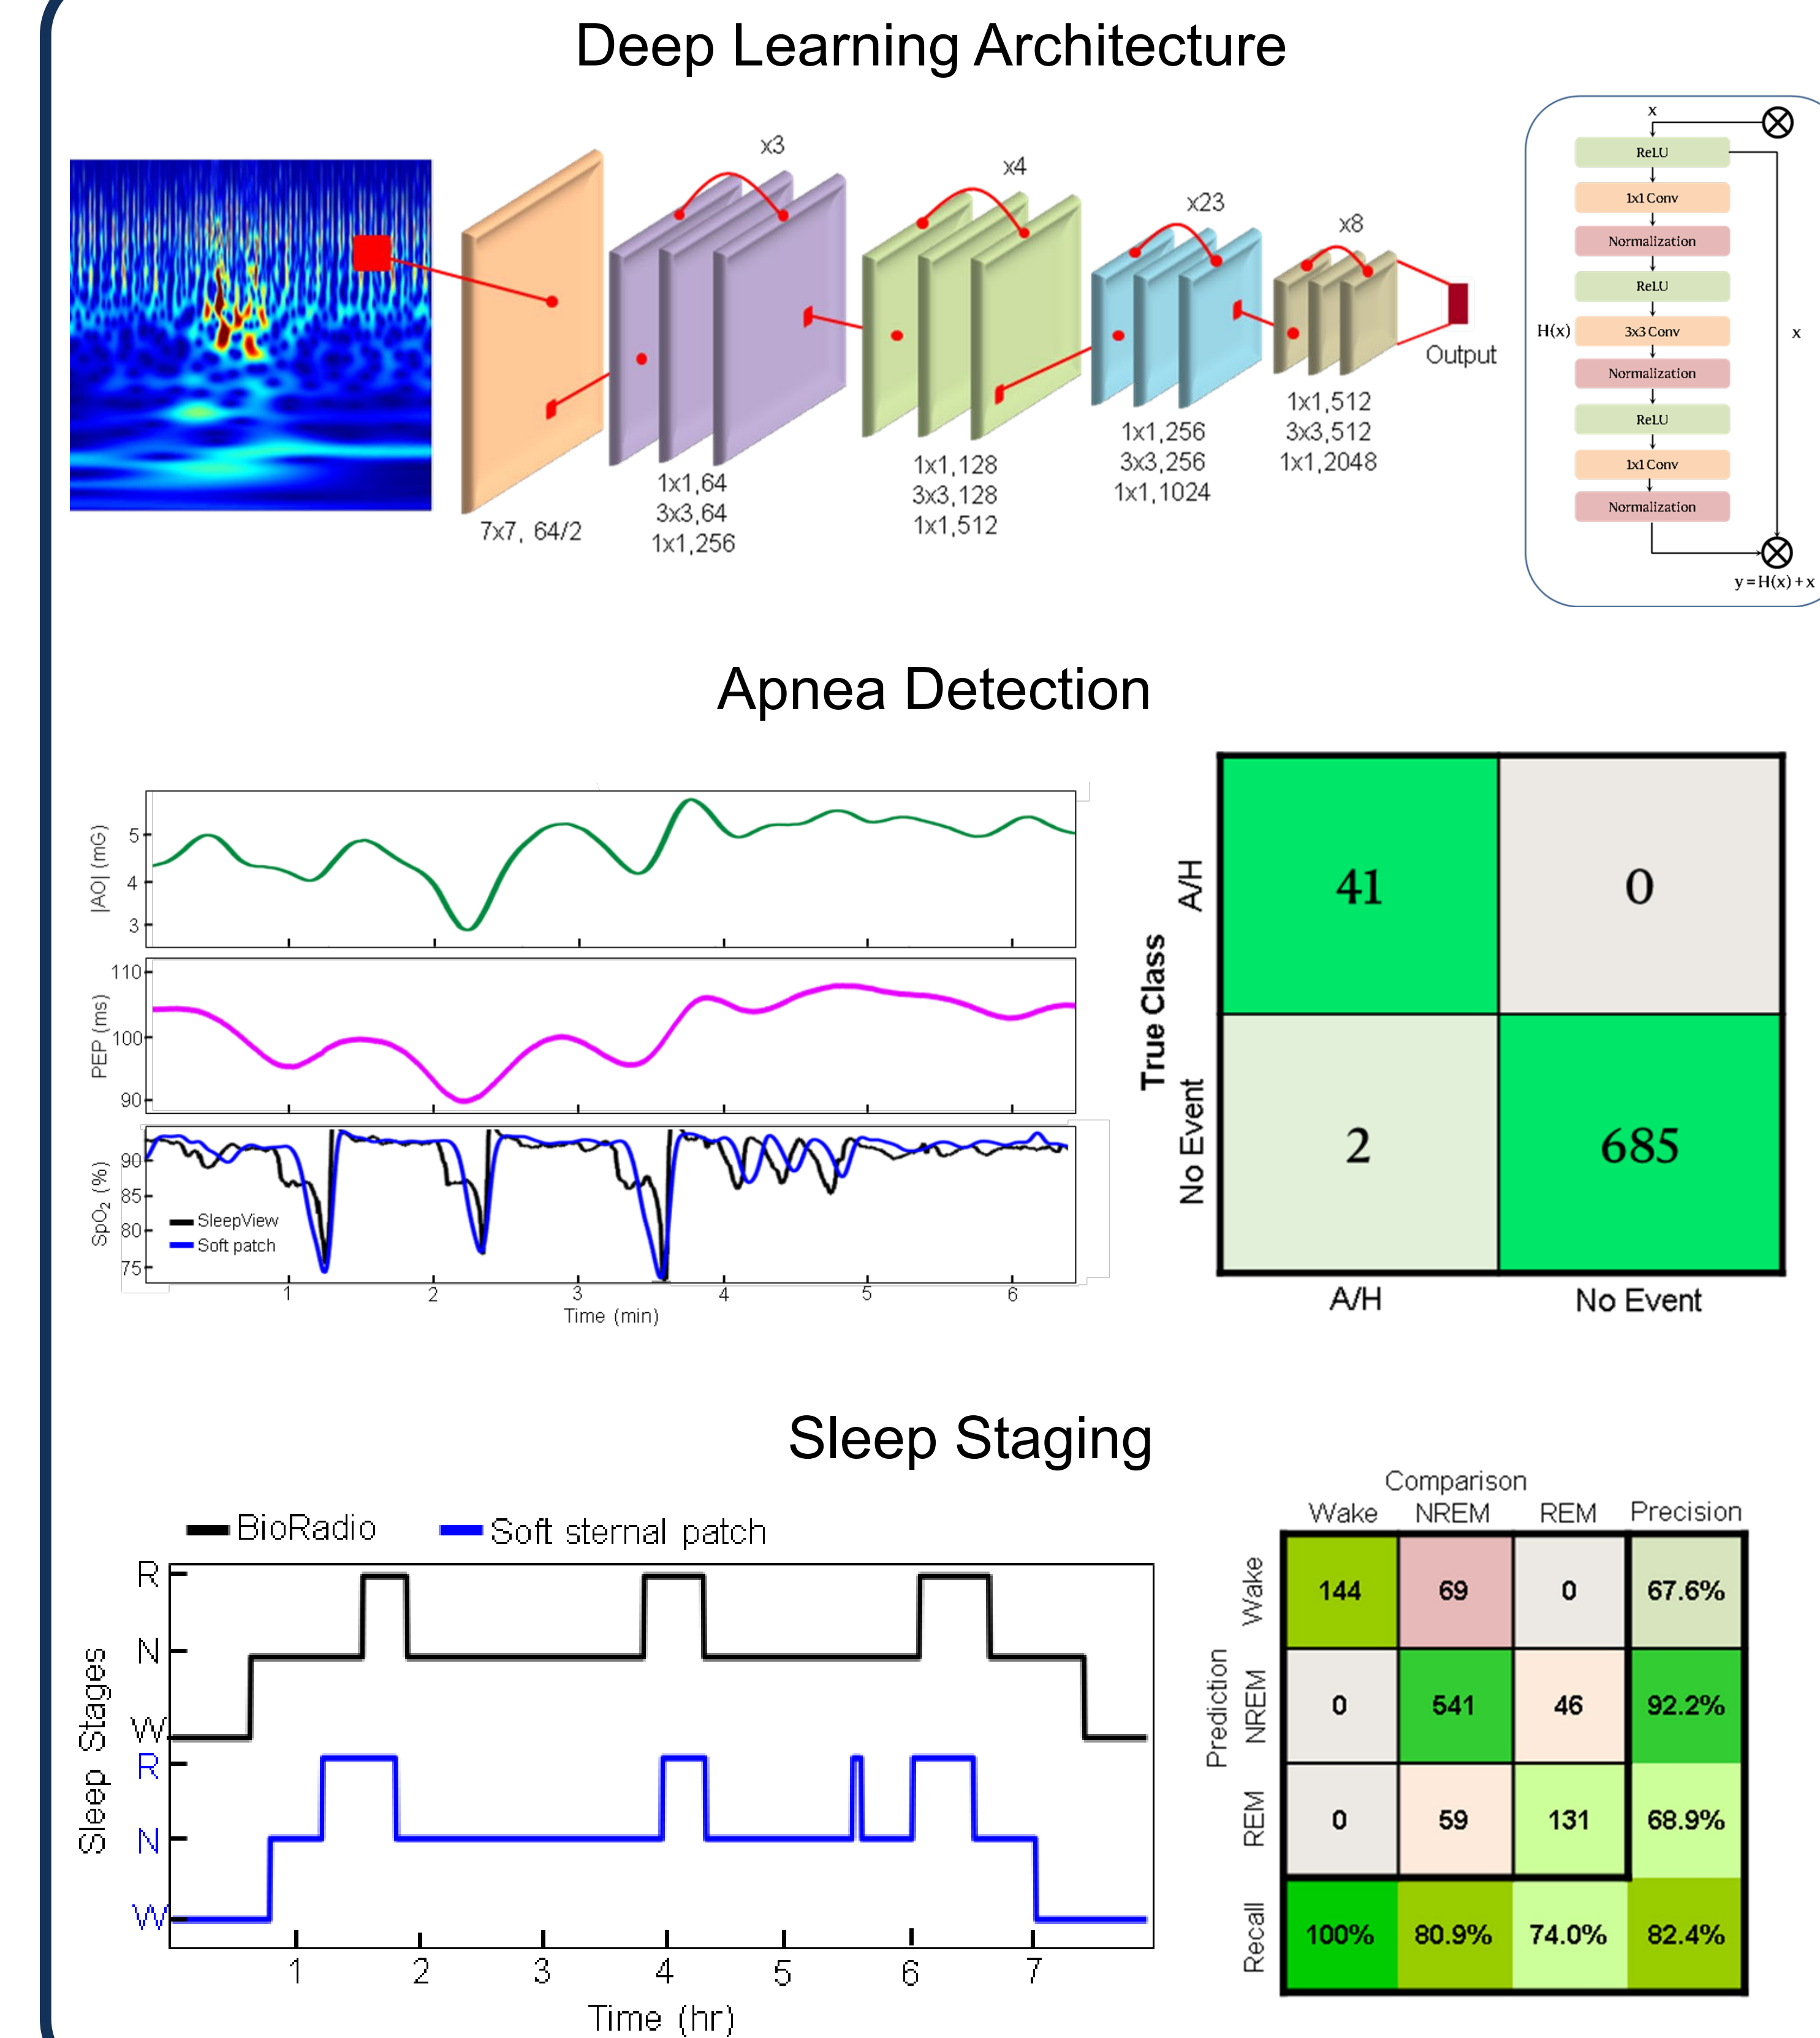 Deep Learning Architecture
x3
x4
x23
x8
7x7, 64/2
1x1,64
3x3,64
1x1,256
1x1,128
3x3,128
1x1,512
1x1,256
3x3,256
1x1,1024
1x1,512
3x3,512
1x1,2048
Output
x
ReLU
1x1 Conv
Normalization
ReLU
H(x)
3x3 Conv
x
Normalization
ReLU
1x1 Conv
Normalization
y=H(x)+x
Apnea Detection
|AO| (mG)
5
4
3
PEP (ms)
110
100
90
SpO₂ (%)
90
85
80
75
SleepView
Soft patch
1 2 3 4 5 6
Time (min)
True Class
A/H
No Event
41 0
2 685
A/H No Event
Sleep Staging
BioRadio
Soft sternal patch
Sleep Stages
R
N
W
R
N
W
1 2 3 4 5 6 7
Time (hr)
Comparison
Wake NREM REM Precision
Prediction
Wake 144 69 0 67.6%
NREM 0 541 46 92.2%
REM 0 59 131 68.9%
Recall 100% 80.9% 74.0% 82.4%